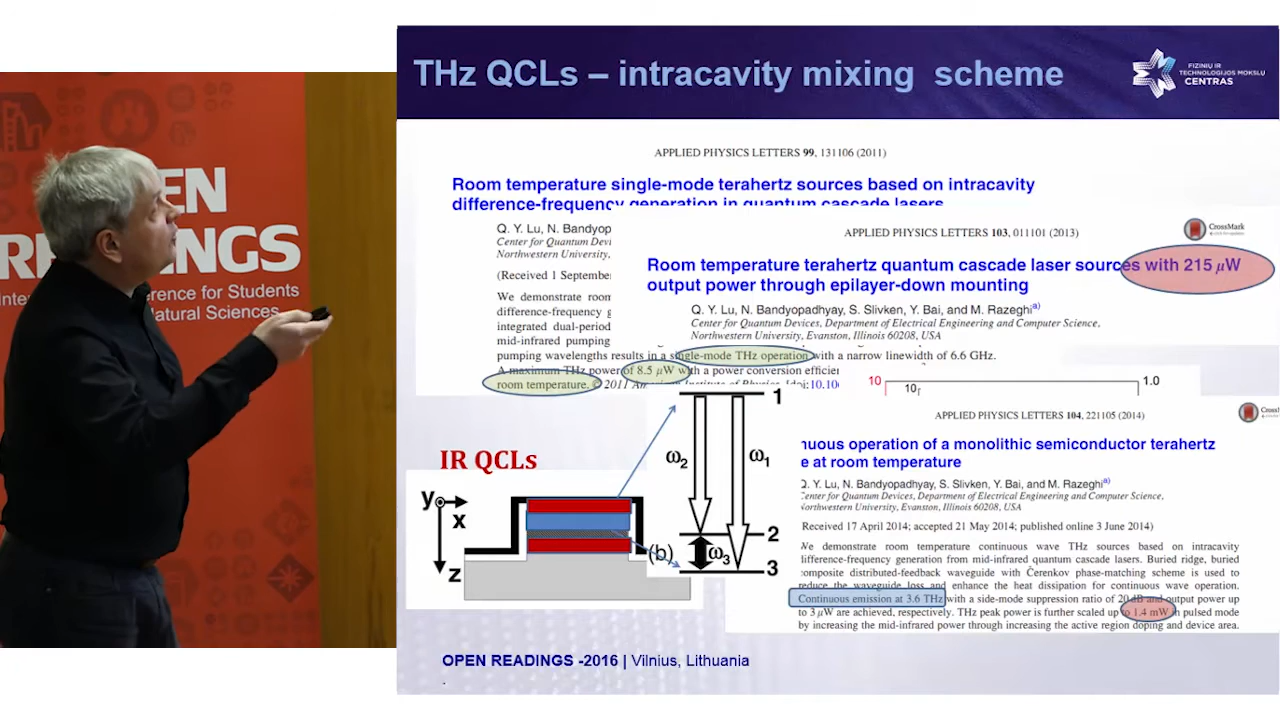 THz QCLs – intracavity mixing scheme
FIZINIŲ IR
TECHNOLOGIJOS MOKSLŲ
CENTRAS
EN
READINGS
Inte erence for Students
Natural Sciences
APPLIED PHYSICS LETTERS 99, 131106 (2011)
Room temperature single-mode terahertz sources based on intracavity
difference-frequency generation in quantum cascade lasers
Q. Y. Lu, N. Bandyop
Center for Quantum Devi
Northwestern University,
(Received 1 September
We demonstrate room
difference-frequency g
integrated dual-period
mid-infrared pumping
pumping wavelengths results in a single-mode THz operation with a narrow linewidth of 6.6 GHz.
A maximum THz power of 8.5 μW with a power conversion efficien
room temperature. © 2011 American Institute of Physics. [doi:10.10
CrossMark
APPLIED PHYSICS LETTERS 103, 011101 (2013)
Room temperature terahertz quantum cascade laser sources with 215 μW
output power through epilayer-down mounting
Q. Y. Lu, N. Bandyopadhyay, S. Slivken, Y. Bai, and M. Razeghi a)
Center for Quantum Devices, Department of Electrical Engineering and Computer Science,
Northwestern University, Evanston, Illinois 60208, USA
10
10
1.0
APPLIED PHYSICS LETTERS 104, 221105 (2014)
nuous operation of a monolithic semiconductor terahertz
e at room temperature
Q. Y. Lu, N. Bandyopadhyay, S. Slivken, Y. Bai, and M. Razeghi a)
Center for Quantum Devices, Department of Electrical Engineering and Computer Science,
Northwestern University, Evanston, Illinois 60208, USA
Received 17 April 2014; accepted 21 May 2014; published online 3 June 2014)
We demonstrate room temperature continuous wave THz sources based on intracavity
difference-frequency generation from mid-infrared quantum cascade lasers. Buried ridge, buried
composite distributed-feedback waveguide with Čerenkov phase-matching scheme is used to
reduce the waveguide loss and enhance the heat dissipation for continuous wave operation.
Continuous emission at 3.6 THz with a side-mode suppression ratio of 20 dB and output power up
to 3 μW are achieved, respectively. THz peak power is further scaled up to 1.4 mW in pulsed mode
by increasing the mid-infrared power through increasing the active region doping and device area.
IR QCLs
y
x
z
(b)
1
ω2
ω1
2
ω3
3
OPEN READINGS -2016 | Vilnius, Lithuania
.